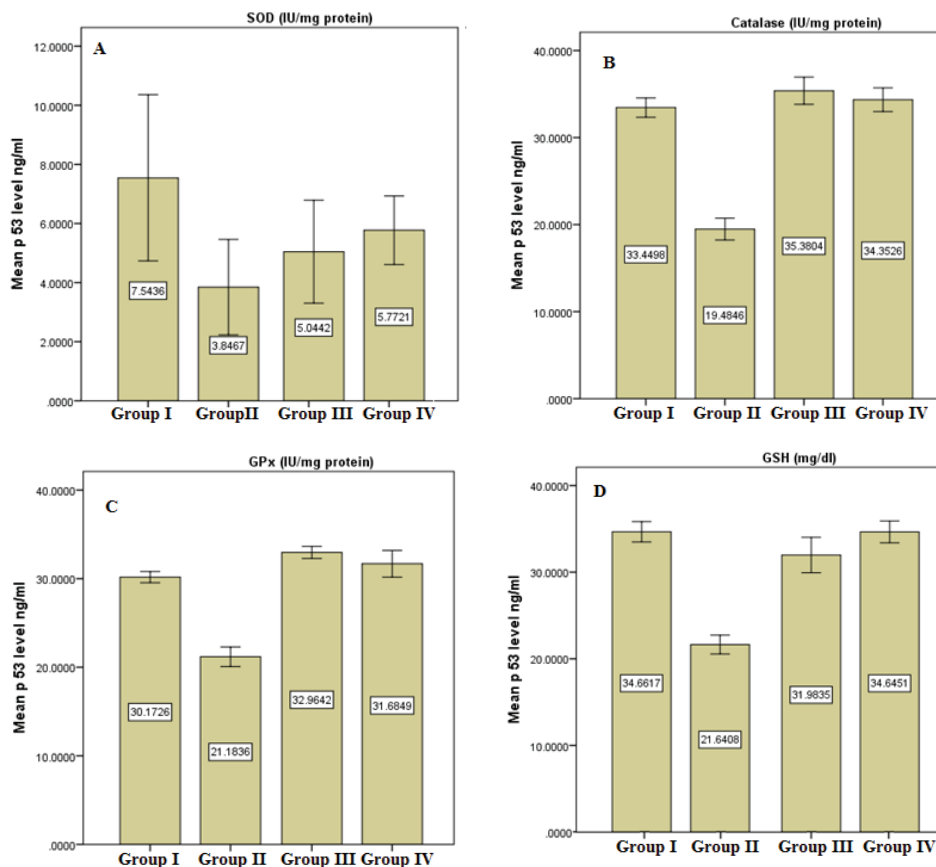 SOD (IU/mg protein)
A
Mean p 53 level ng/ml
12.0000
10.0000
8.0000
6.0000
4.0000
2.0000
.0000
7.5436
3.8467
5.0442
5.7721
Group I GroupII Group III Group IV
Catalase (IU/mg protein)
B
Mean p 53 level ng/ml
40.0000
30.0000
20.0000
10.0000
.0000
33.4498
19.4846
35.3804
34.3526
Group I Group II Group III Group IV
GPx (IU/mg protein)
C
Mean p 53 level ng/ml
40.0000
30.0000
20.0000
10.0000
.0000
30.1726
21.1836
32.9642
31.6849
Group I Group II Group III Group IV
GSH (mg/dl)
D
Mean p 53 level ng/ml
40.0000
30.0000
20.0000
10.0000
.0000
34.6617
21.6408
31.9835
34.6451
Group I Group II Group III Group IV